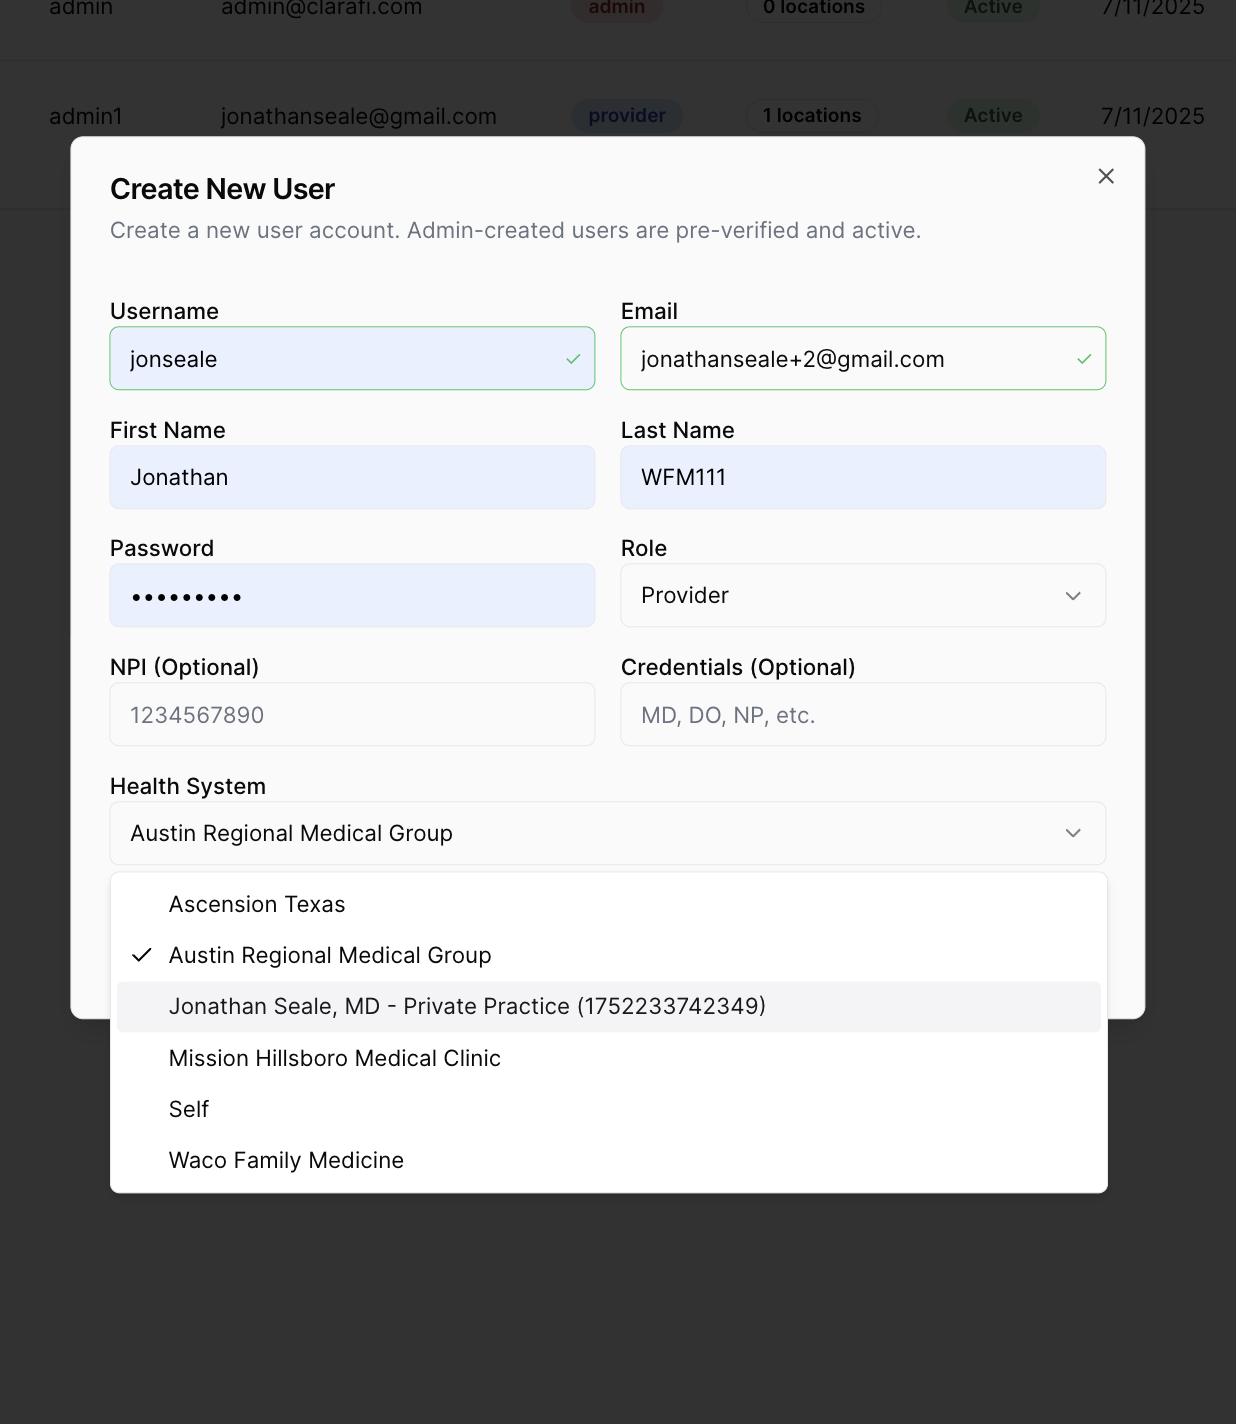 admin admin@clarafi.com admin 0 locations Active 7/11/2025
admin1 jonathanseale@gmail.com provider 1 locations Active 7/11/2025
Create New User
Create a new user account. Admin-created users are pre-verified and active.
Username Email
jonseale jonathanseale+2@gmail.com
First Name Last Name
Jonathan WFM111
Password Role
••••••••• Provider
NPI (Optional) Credentials (Optional)
1234567890 MD, DO, NP, etc.
Health System
Austin Regional Medical Group
Ascension Texas
Austin Regional Medical Group
Jonathan Seale, MD - Private Practice (1752233742349)
Mission Hillsboro Medical Clinic
Self
Waco Family Medicine